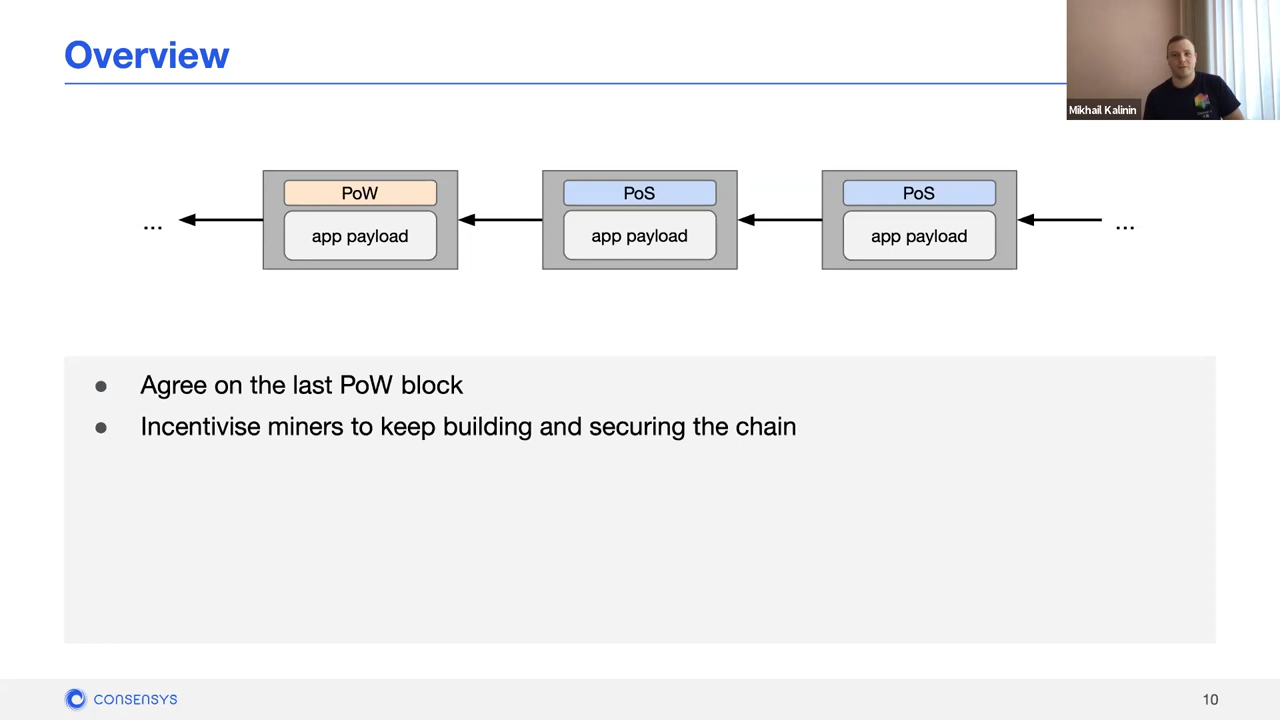 Overview
Mikhail Kalinin
PoW
PoS
PoS
...
app payload
app payload
app payload
...
● Agree on the last PoW block
● Incentivise miners to keep building and securing the chain
CONSENSYS
10